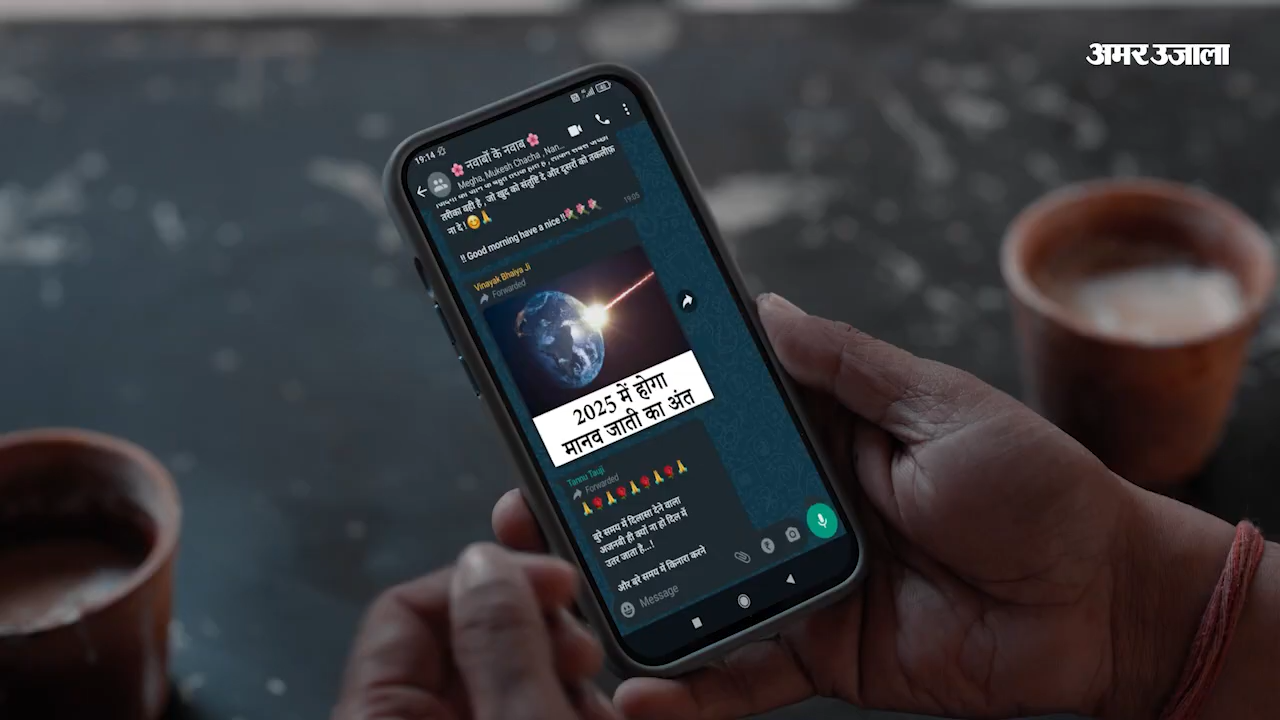 अमर उजाला
19:14
🌸 नवाबों के नवाब 🌸
Megha, Mukesh Chacha , Nan...
तरीका वही है , जो खुद को संतुष्टि दे और दूसरों को तकलीफ़
ना दे ! 😊🙏
19:05
!! Good morning have a nice !!💐💐💐
Vinayak Bhaiya Ji
Forwarded
2025 में होगा
मानव जाती का अंत
Tannu Tauji
Forwarded
🙏🌹🙏🌹🙏🌹🙏🌹🙏
बुरे समय में दिलासा देने वाला
अजनबी ही क्यों ना हो दिल में
उतर जाता है...!
और बुरे समय में किनारा करने
Message